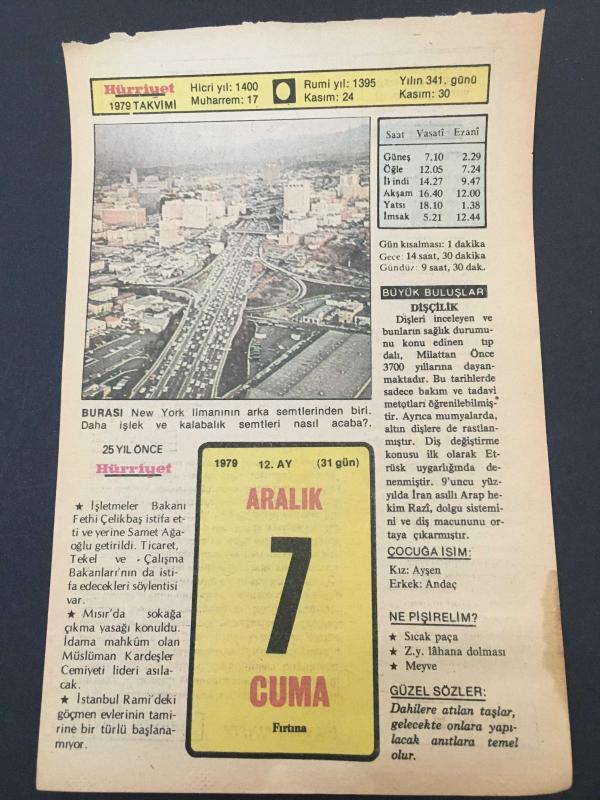 Hürriyet
1979 TAKVİMİ
Hicri yıl: 1400
Muharrem: 17
Rumi yıl: 1395
Kasım: 24
Yılın 341. günü
Kasım: 30
Saat Vasatî Ezanî
Güneş 7.10 2.29
Öğle 12.05 7.24
İkindi 14.27 9.47
Akşam 16.40 12.00
Yatsı 18.10 1.38
İmsak 5.21 12.44
Gün kısalması: 1 dakika
Gece: 14 saat, 30 dakika
Gündüz: 9 saat, 30 dak.
BURASI New York limanının arka semtlerinden biri.
Daha işlek ve kalabalık semtleri nasıl acaba?.
BÜYÜK BULUŞLAR
DİŞÇİLİK
Dişleri inceleyen ve
bunların sağlık durumu-
nu konu edinen tıp
dalı, Milattan Önce
3700 yıllarına dayan-
maktadır. Bu tarihlerde
sadece bakım ve tadavi
metotları öğrenilebilmiş-
tir. Ayrıca mumyalarda,
altın dişlere de rastlan-
mıştır. Diş değiştirme
konusu ilk olarak Et-
rüsk uygarlığında de-
nenmiştir. 9'uncu yüz-
yılda İran asıllı Arap he-
kim Razî, dolgu sistemi-
ni ve diş macununu or-
taya çıkarmıştır.
25 YIL ÖNCE
Hürriyet
★ İşletmeler Bakanı
Fethi Çelikbaş istifa et-
ti ve yerine Samet Ağa-
oğlu getirildi. Ticaret,
Tekel ve Çalışma
Bakanları'nın da isti-
fa edecekleri söylentisi
var.
★ Mısır'da sokağa
çıkma yasağı konuldu.
İdama mahkûm olan
Müslüman Kardeşler
Cemiyeti lideri asıla-
cak.
★ İstanbul Rami'deki
göçmen evlerinin tami-
rine bir türlü başlana-
mıyor.
1979 12. AY (31 gün)
ARALIK
7
CUMA
Fırtına
ÇOCUĞA İSİM:
Kız: Ayşen
Erkek: Andaç
NE PİŞİRELİM?
★ Sıcak paça
★ Z.y. lâhana dolması
★ Meyve
GÜZEL SÖZLER:
Dahilere atılan taşlar,
gelecekte onlara yapı-
lacak anıtlara temel
olur.